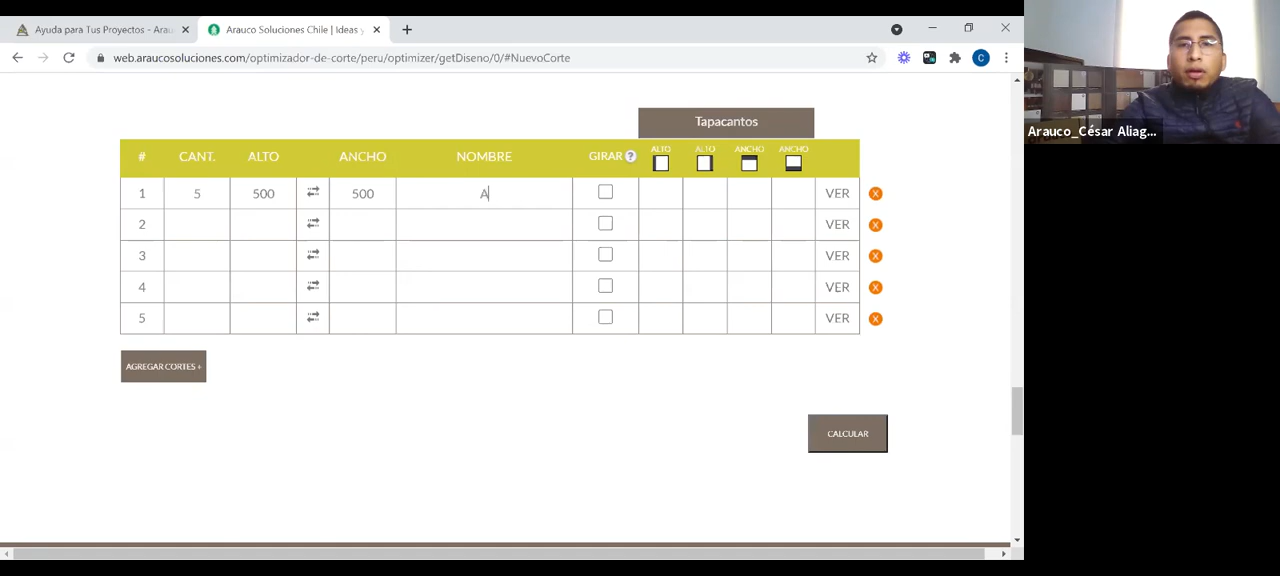 Ayuda para Tus Proyectos - Arau
Arauco Soluciones Chile | Ideas y
web.araucosoluciones.com/optimizador-de-corte/peru/optimizer/getDiseno/0/#NuevoCorte
C
Arauco_César Aliag...
Tapacantos
# CANT. ALTO ANCHO NOMBRE GIRAR ? ALTO ALTO ANCHO ANCHO
1 5 500 500 A VER X
2 VER X
3 VER X
4 VER X
5 VER X
AGREGAR CORTES +
CALCULAR